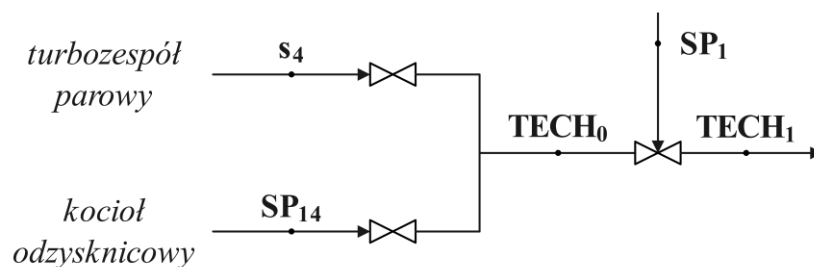 turbozespół
parowy
s₄
SP₁
TECH₀
TECH₁
kocioł
odzysknicowy
SP₁₄